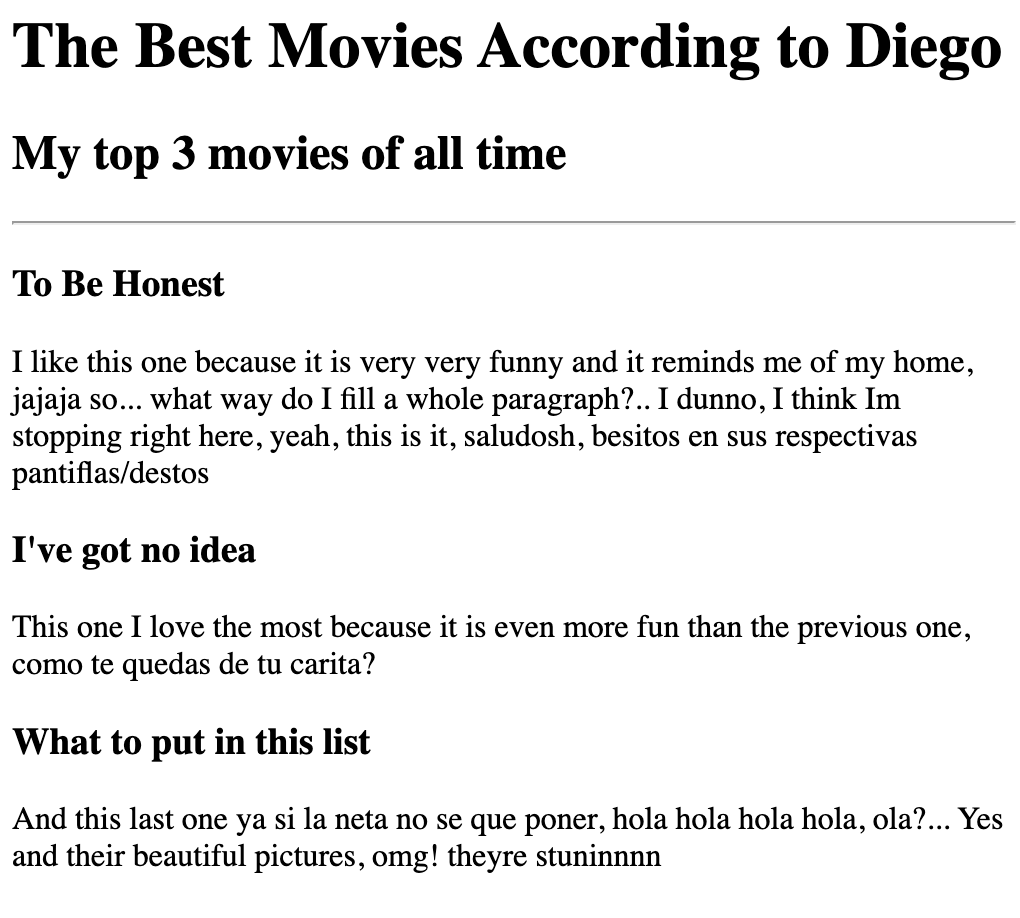 The Best Movies According to Diego
My top 3 movies of all time
To Be Honest
I like this one because it is very very funny and it reminds me of my home,
jajaja so... what way do I fill a whole paragraph?.. I dunno, I think Im
stopping right here, yeah, this is it, saludosh, besitos en sus respectivas
pantiflas/destos
I've got no idea
This one I love the most because it is even more fun than the previous one,
como te quedas de tu carita?
What to put in this list
And this last one ya si la neta no se que poner, hola hola hola hola, ola?... Yes
and their beautiful pictures, omg! theyre stuninnnn